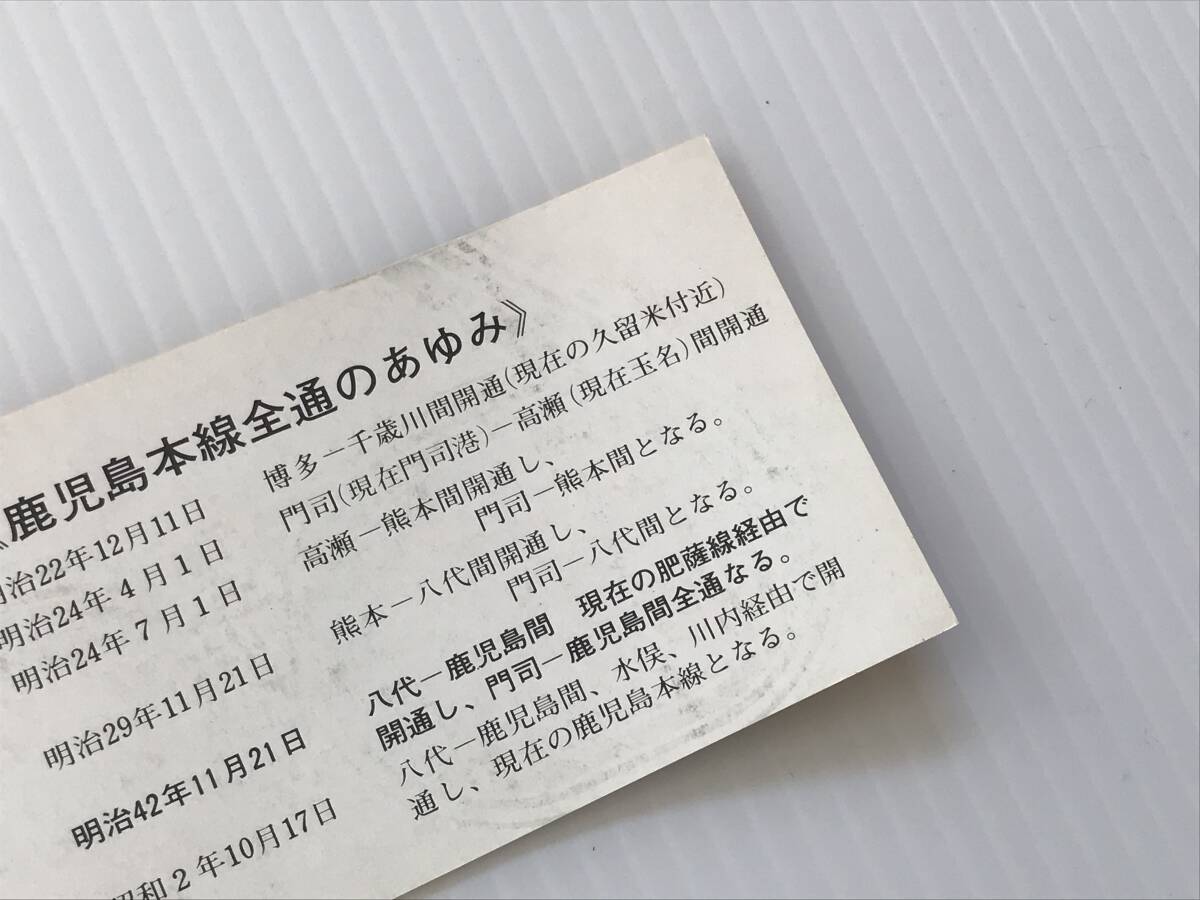 《鹿児島本線全通のあゆみ》
明治22年12月11日 博多ー千歳川間開通(現在の久留米付近)
明治24年4月1日 門司(現在門司港)ー高瀬(現在玉名)間開通
明治24年7月1日 高瀬ー熊本間開通し、
門司ー熊本間となる。
明治29年11月21日 熊本ー八代間開通し、
門司ー八代間となる。
明治42年11月21日 八代ー鹿児島間 現在の肥薩線経由で
開通し、門司ー鹿児島間全通なる。
昭和2年10月17日 八代ー鹿児島間、水俣、川内経由で開
通し、現在の鹿児島本線となる。